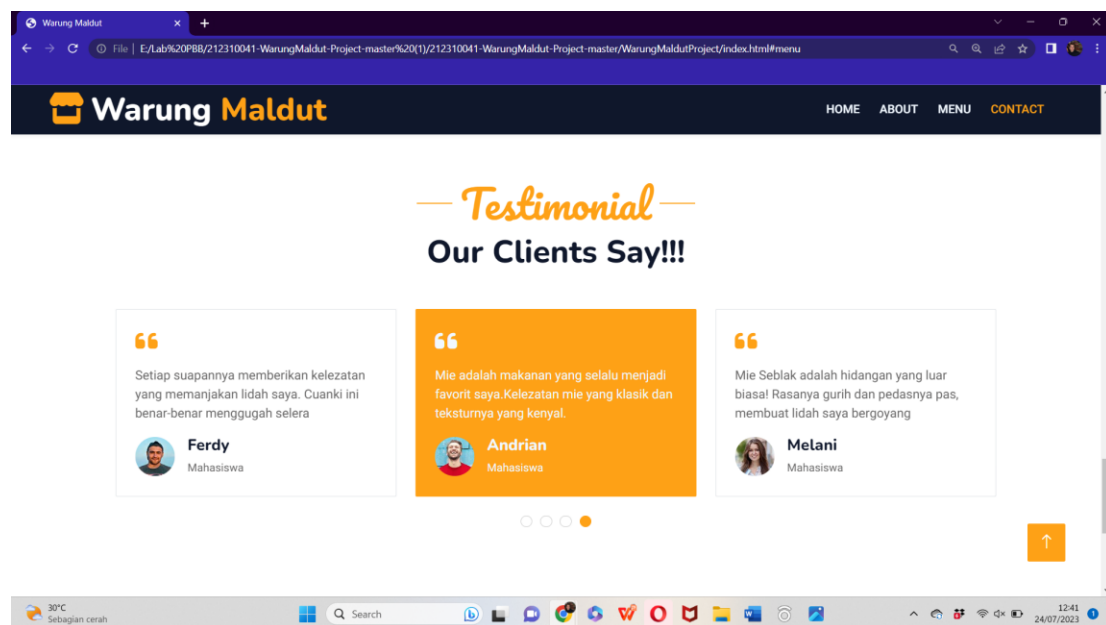 Warung Maldut
File | E:/Lab%20PBB/212310041-WarungMaldut-Project-master%20(1)/212310041-WarungMaldut-Project-master/WarungMaldutProject/index.html#menu
Warung Maldut
HOME ABOUT MENU CONTACT
Testimonial
Our Clients Say!!!
Setiap suapannya memberikan kelezatan
yang memanjakan lidah saya. Cuanki ini
benar-benar menggugah selera
Ferdy
Mahasiswa
Mie adalah makanan yang selalu menjadi
favorit saya.Kelezatan mie yang klasik dan
teksturnya yang kenyal.
Andrian
Mahasiswa
Mie Seblak adalah hidangan yang luar
biasa! Rasanya gurih dan pedasnya pas,
membuat lidah saya bergoyang
Melani
Mahasiswa
30°C
Sebagian cerah
Search
12:41
24/07/2023
1